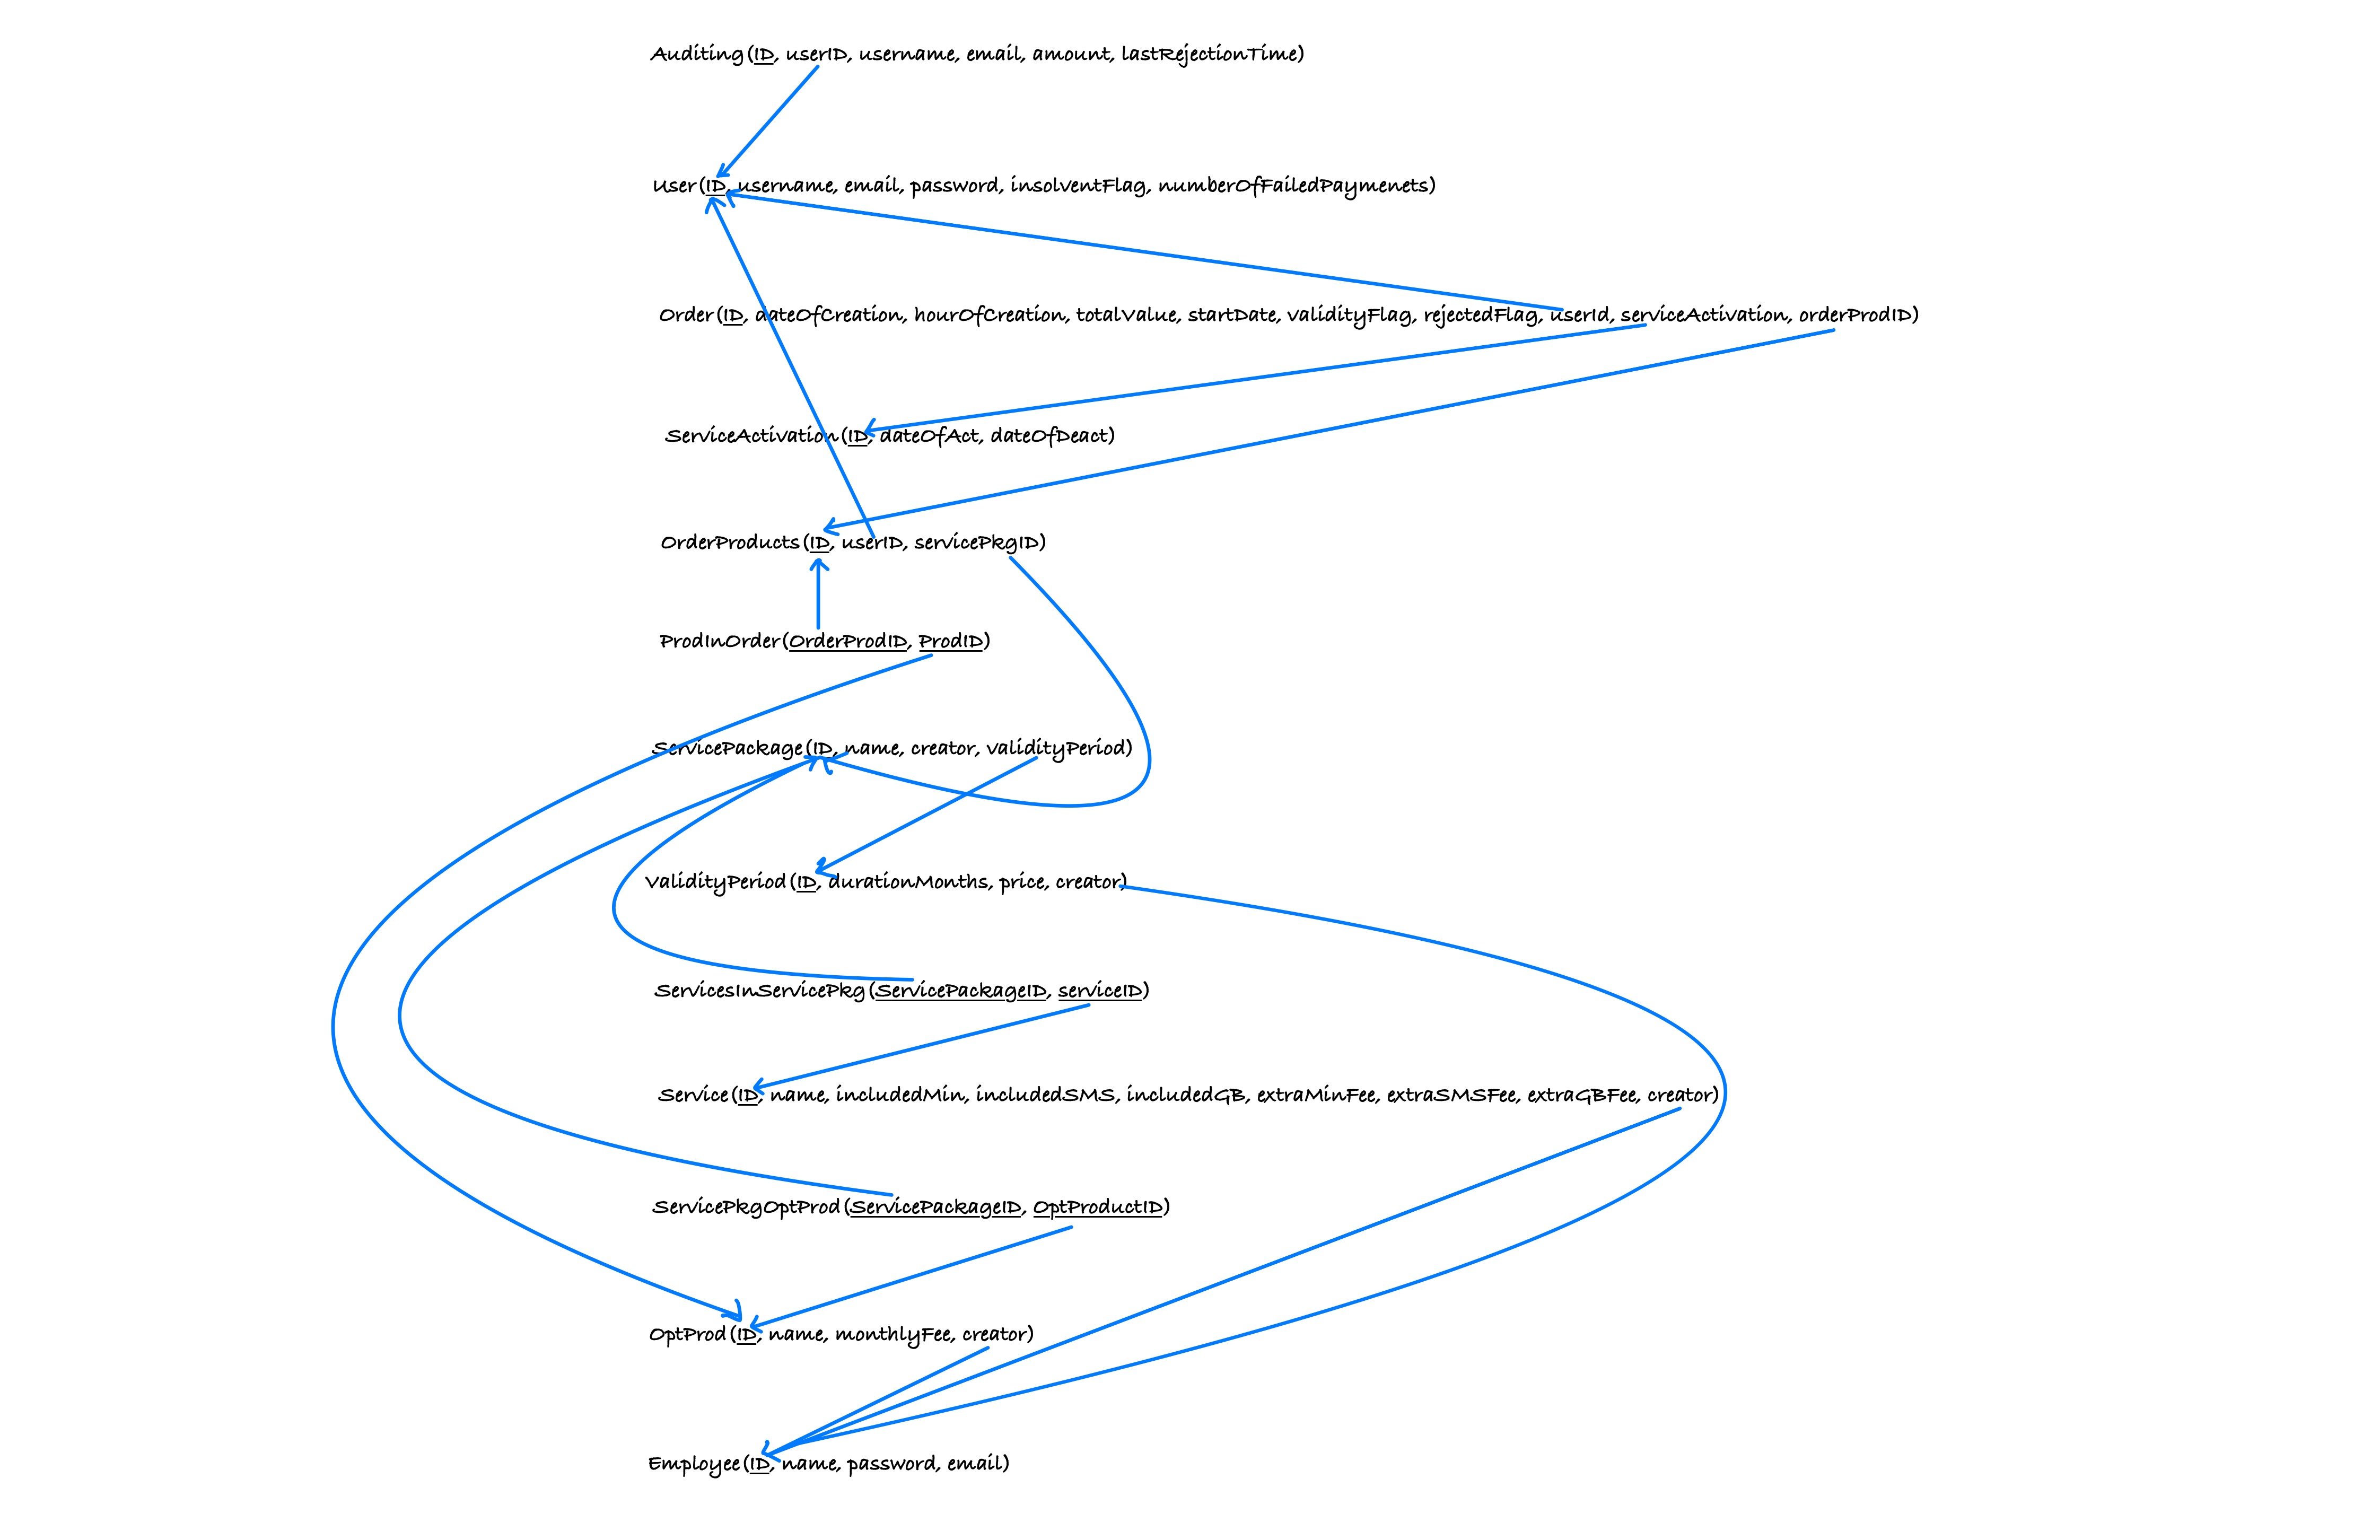 Auditing(ID, userID, username, email, amount, lastRejectionTime)
User(ID, username, email, password, insolventFlag, numberOfFailedPaymenets)
Order(ID, dateOfCreation, hourOfCreation, totalValue, startDate, validityFlag, rejectedFlag, userId, serviceActivation, orderProdID)
ServiceActivation(ID, dateOfAct, dateOfDeact)
OrderProducts(ID, userID, servicePkgID)
ProdInOrder(OrderProdID, ProdID)
ServicePackage(ID, name, creator, validityPeriod)
ValidityPeriod(ID, durationMonths, price, creator)
ServicesInServicePkg(ServicePackageID, serviceID)
Service(ID, name, includedMin, includedSMS, includedGB, extraMinFee, extraSMSFee, extraGBFee, creator)
ServicePkgOptProd(ServicePackageID, OptProductID)
OptProd(ID, name, monthlyFee, creator)
Employee(ID, name, password, email)